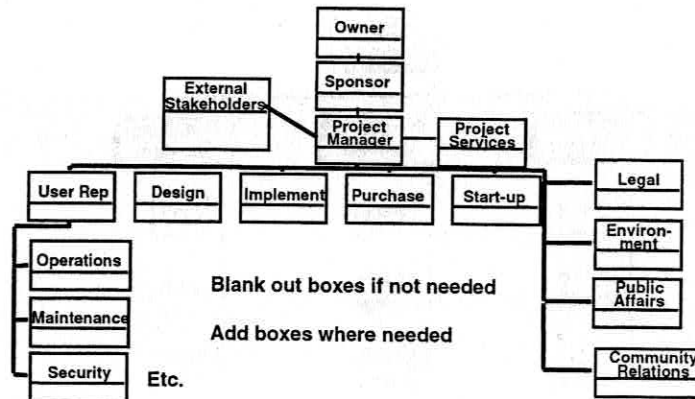 Owner
Sponsor
External
Stakeholders
Project
Manager
Project
Services
User Rep
Design
Implement
Purchase
Start-up
Legal
Environ-
ment
Public
Affairs
Community
Relations
Operations
Maintenance
Security
Blank out boxes if not needed
Add boxes where needed
Etc.